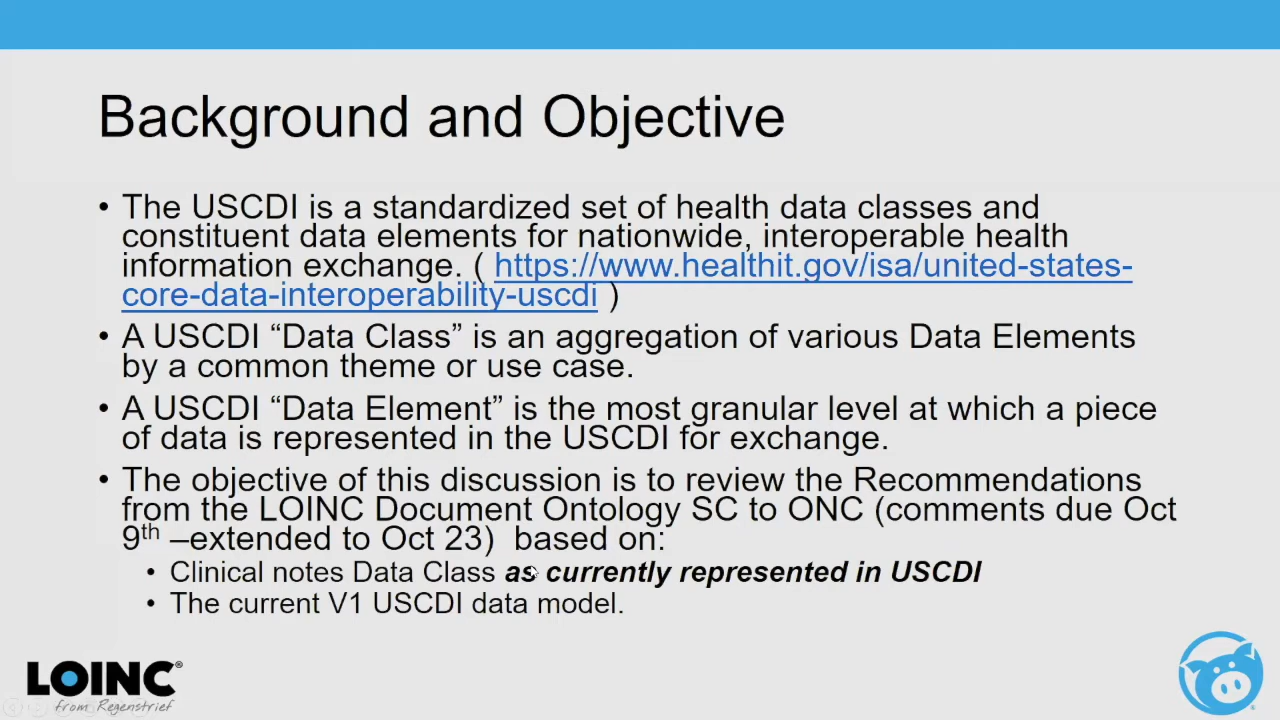 Background and Objective
• The USCDI is a standardized set of health data classes and
constituent data elements for nationwide, interoperable health
information exchange. ( https://www.healthit.gov/isa/united-states-
core-data-interoperability-uscdi )
• A USCDI “Data Class” is an aggregation of various Data Elements
by a common theme or use case.
• A USCDI “Data Element” is the most granular level at which a piece
of data is represented in the USCDI for exchange.
• The objective of this discussion is to review the Recommendations
from the LOINC Document Ontology SC to ONC (comments due Oct
9th –extended to Oct 23)  based on:
• Clinical notes Data Class as currently represented in USCDI
• The current V1 USCDI data model.
LOINC®
from Regenstrief